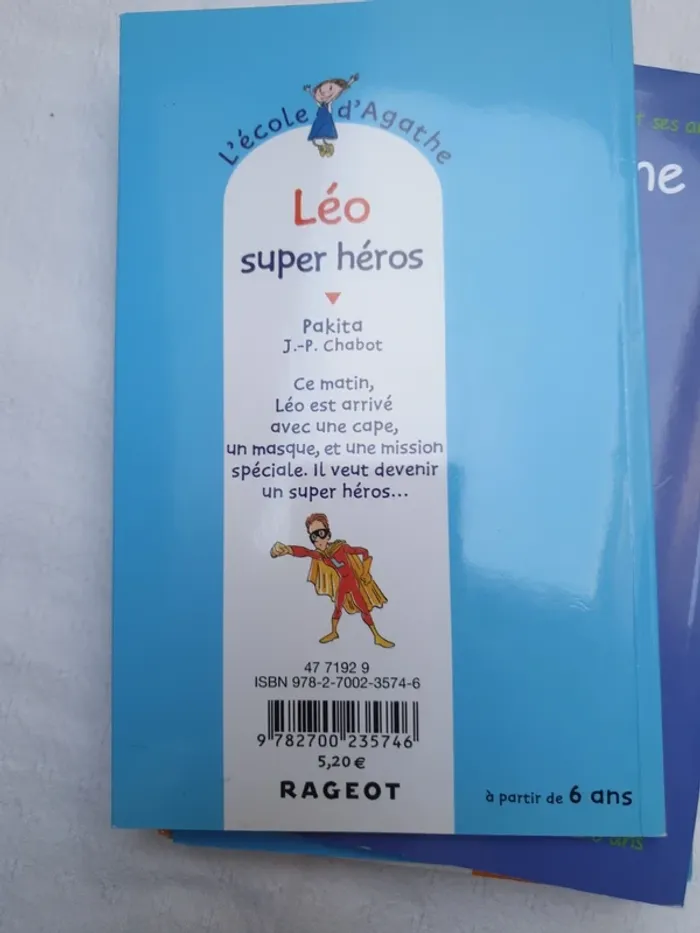 L'école d'Agathe
Léo
super héros
Pakita
J.-P. Chabot
Ce matin,
Léo est arrivé
avec une cape,
un masque, et une mission
spéciale. Il veut devenir
un super héros...
47 7192 9
ISBN 978-2-7002-3574-6
9 782700 235746
5,20 €
RAGEOT
à partir de 6 ans
ses
ne
ans